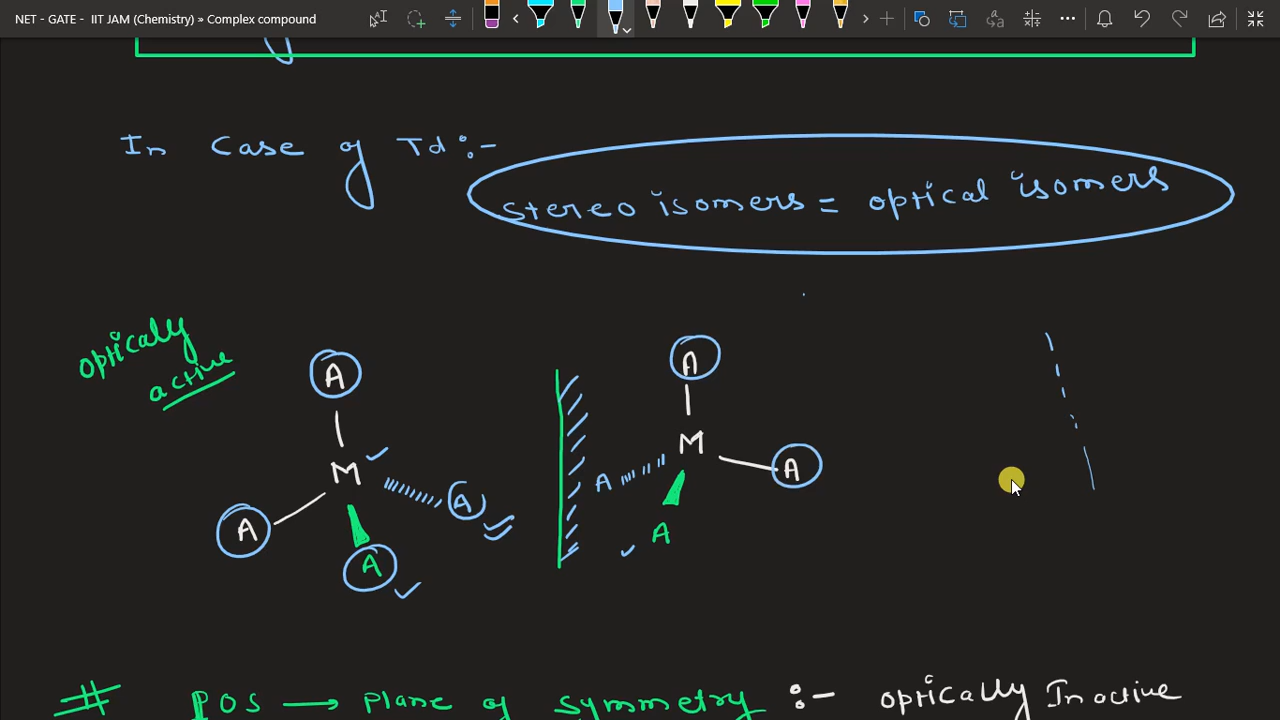 NET - GATE - IIT JAM (Chemistry) » Complex compound
In Case of Td :-
stereo isomers = optical isomers
optically
active
A
A
M
M
A
A
A
A
A
A
# POS → plane of symmetry :- optically Inactive